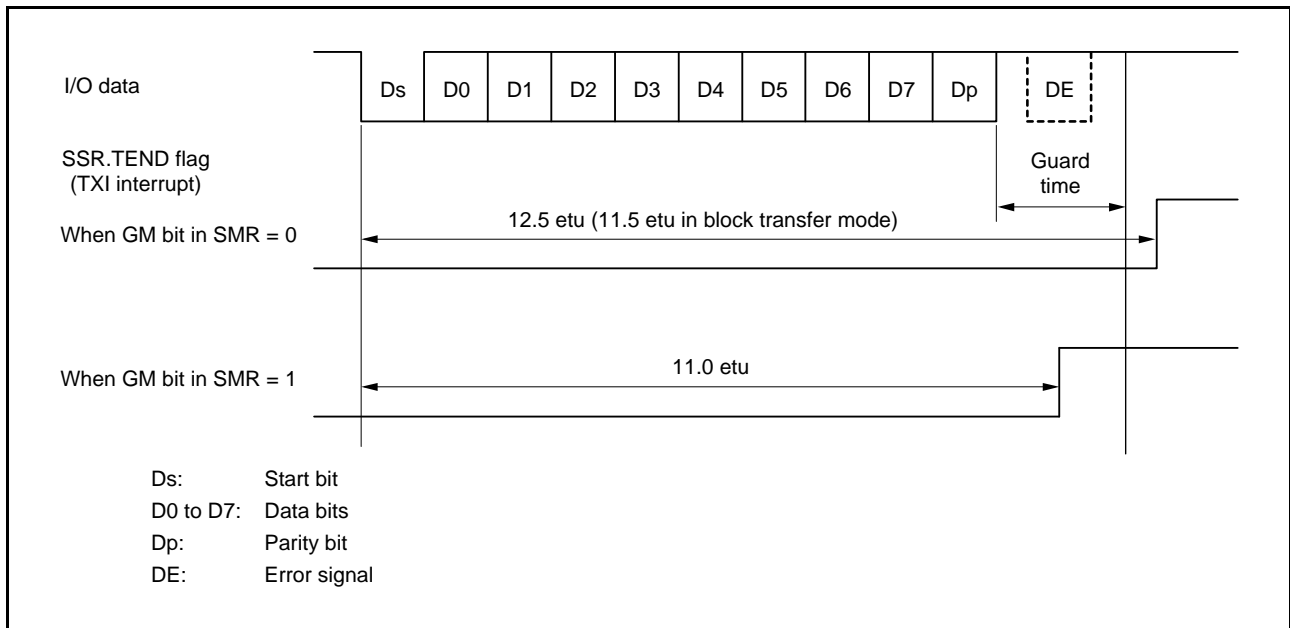 I/O data
Ds D0 D1 D2 D3 D4 D5 D6 D7 Dp DE
SSR.TEND flag
(TXI interrupt)
Guard
time
When GM bit in SMR = 0
12.5 etu (11.5 etu in block transfer mode)
When GM bit in SMR = 1
11.0 etu
Ds: Start bit
D0 to D7: Data bits
Dp: Parity bit
DE: Error signal